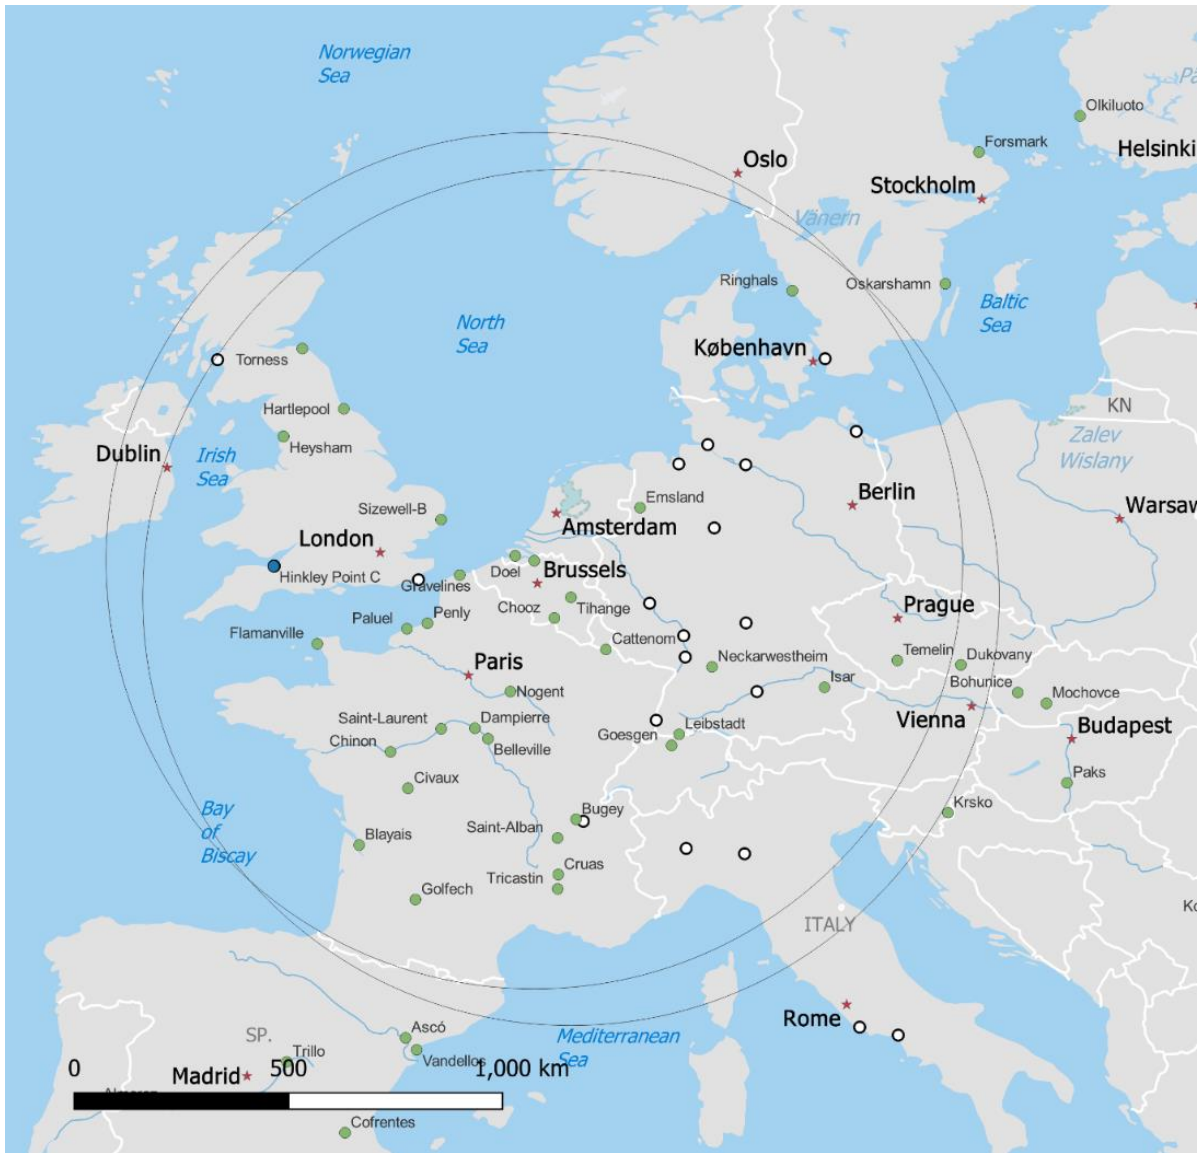 Norwegian
Sea
Olkiluoto
Pä
Forsmark
Helsinki
Oslo
Stockholm
Vänern
Ringhals
Oskarshamn
Baltic
Sea
North
Sea
København
Torness
KN
Hartlepool
Heysham
Zalev
Wislany
Dublin
Irish
Sea
Berlin
Emsland
Sizewell-B
Warsaw
Amsterdam
London
Hinkley Point C
Doel
Brussels
Gravelines
Chooz
Tihange
Prague
Paluel
Penly
Flamanville
Cattenom
Neckarwestheim
Temelin
Dukovany
Paris
Isar
Bohunice
Mochovce
Nogent
Vienna
Saint-Laurent
Dampierre
Leibstadt
Goesgen
Budapest
Chinon
Belleville
Paks
Civaux
Krsko
Bay
of
Biscay
Bugey
Saint-Alban
Blayais
Cruas
Tricastin
Golfech
Ko
ITALY
Rome
Ascó
Mediterranean
Sea
SP.
Trillo
Vandellos
Madrid
0
500
1,000 km
Cofrentes